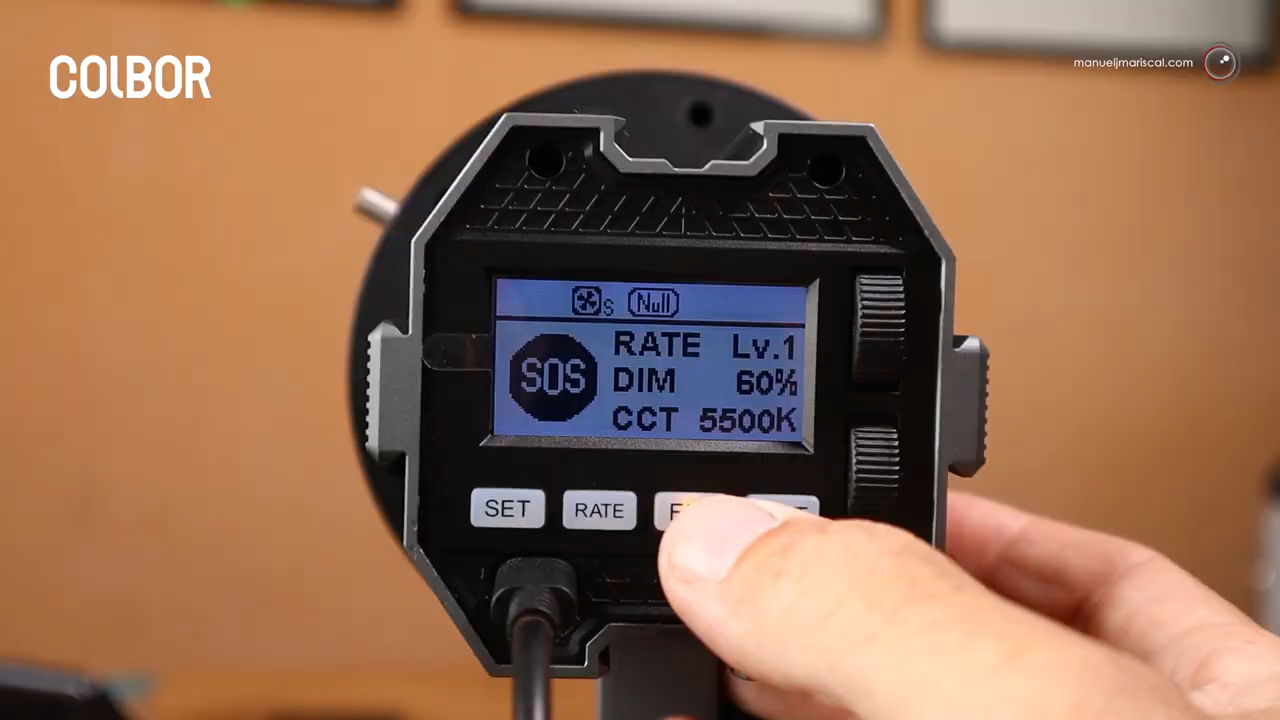 COLBOR
manueljmariscal.com
S Null
SOS
RATE Lv.1
DIM 60%
CCT 5500K
SET RATE